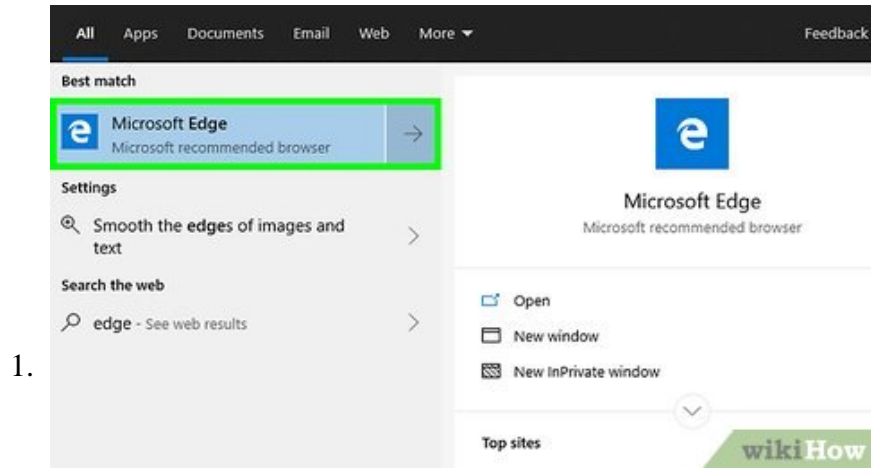 All Apps Documents Email Web More Feedback
Best match
Microsoft Edge
Microsoft recommended browser
Settings
Smooth the edges of images and
text
Search the web
edge - See web results
Microsoft Edge
Microsoft recommended browser
Open
New window
New InPrivate window
Top sites
1.
wikiHow